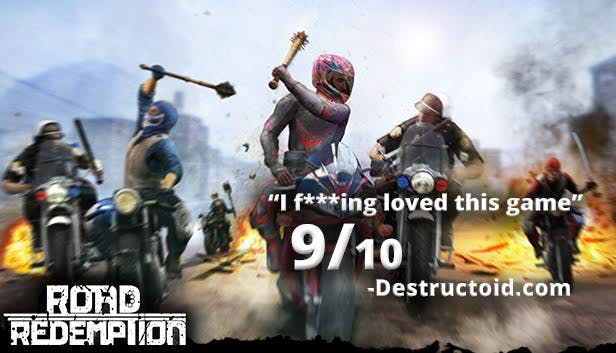 “I f***ing loved this game”
9/10
-Destructoid.com
ROAD
REDEMPTION